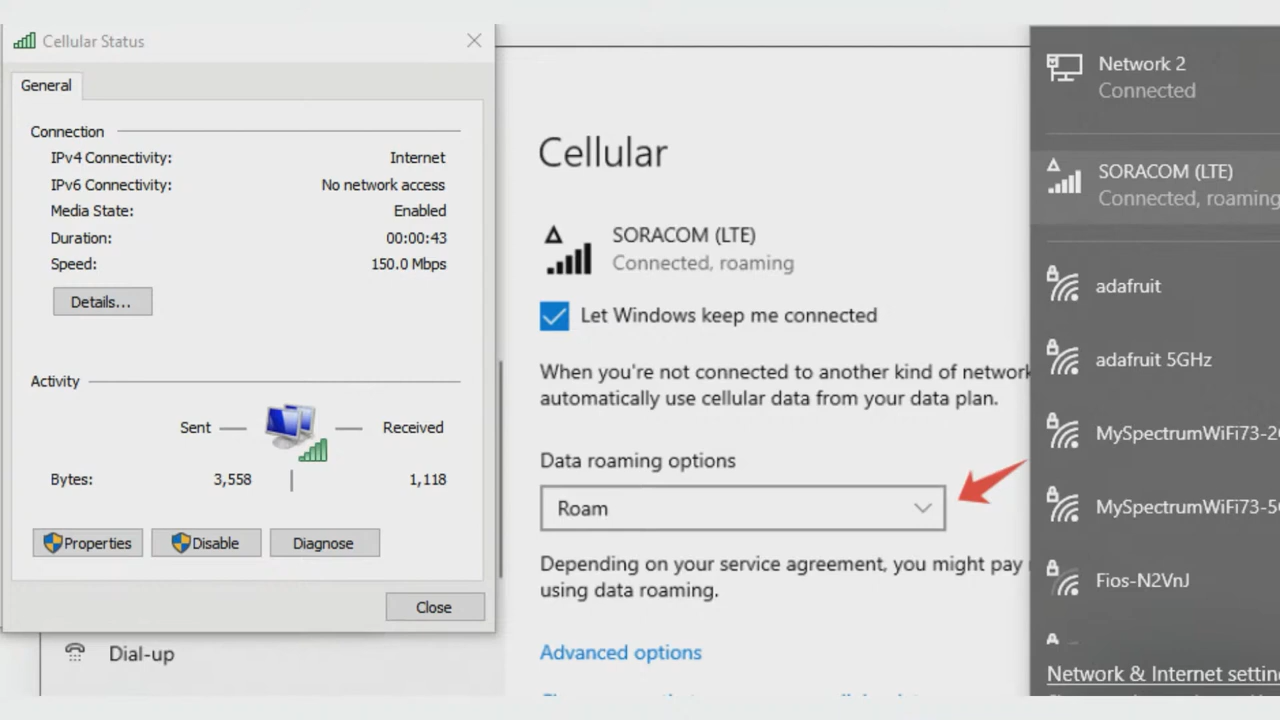 Cellular Status
General
Connection
IPv4 Connectivity: Internet
IPv6 Connectivity: No network access
Media State: Enabled
Duration: 00:00:43
Speed: 150.0 Mbps
Details...
Activity
Sent Received
Bytes: 3,558 1,118
Properties Disable Diagnose
Close
Dial-up
Cellular
SORACOM (LTE)
Connected, roaming
Let Windows keep me connected
When you're not connected to another kind of network
automatically use cellular data from your data plan.
Data roaming options
Roam
Depending on your service agreement, you might pay
using data roaming.
Advanced options
Network 2
Connected
SORACOM (LTE)
Connected, roaming
adafruit
adafruit 5GHz
MySpectrumWiFi73-2
MySpectrumWiFi73-5
Fios-N2VnJ
Network & Internet settin